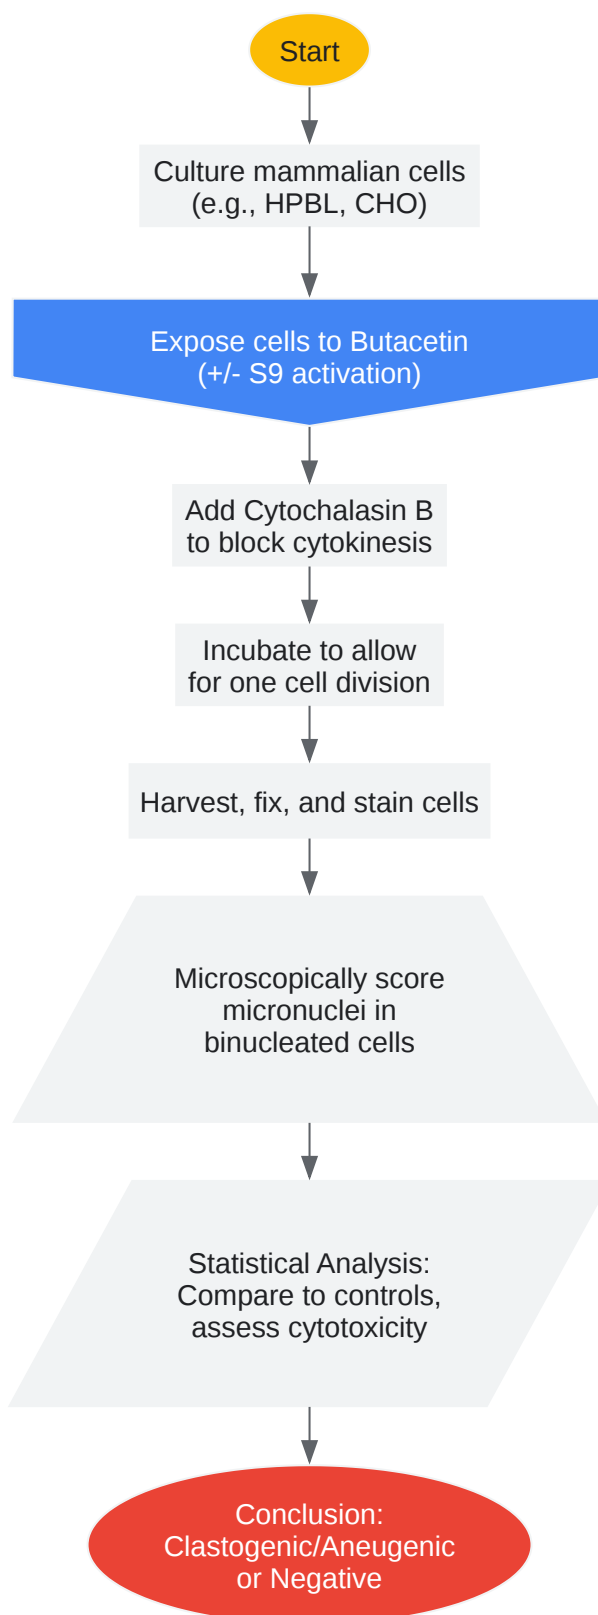 Start
Culture mammalian cells
(e.g., HPBL, CHO)
Expose cells to Butacetin
(+/- S9 activation)
Add Cytochalasin B
to block cytokinesis
Incubate to allow
for one cell division
Harvest, fix, and stain cells
Microscopically score
micronuclei in
binucleated cells
Statistical Analysis:
Compare to controls,
assess cytotoxicity
Conclusion:
Clastogenic/Aneugenic
or Negative